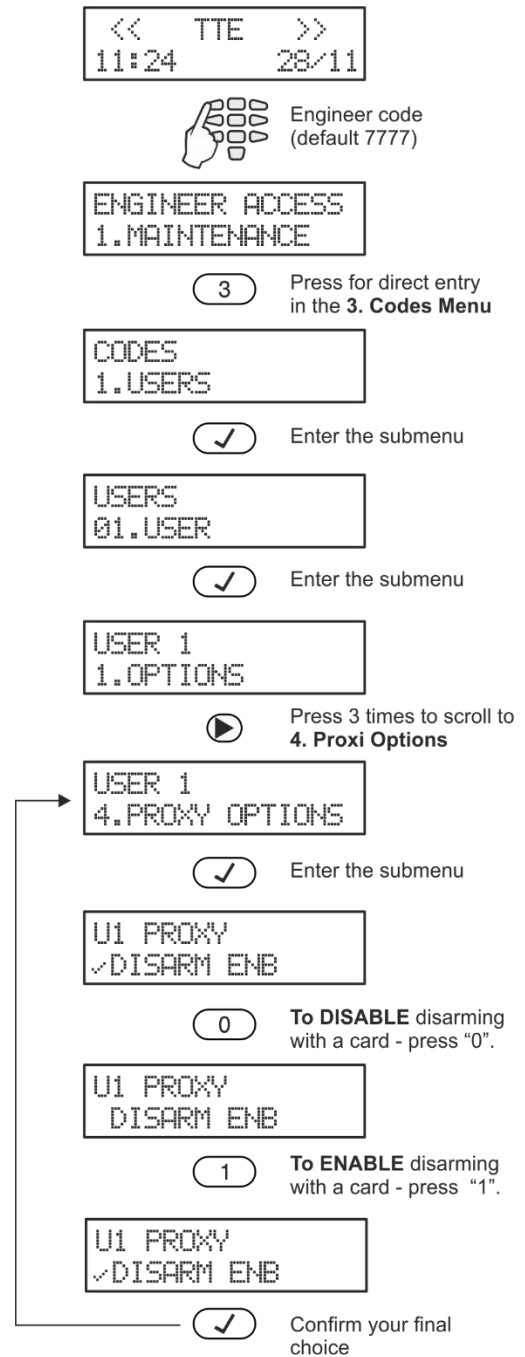 << TTE >>
11:24 28/11
Engineer code
(default 7777)
ENGINEER ACCESS
1.MAINTENANCE
3
Press for direct entry
in the 3. Codes Menu
CODES
1.USERS
✓
Enter the submenu
USERS
01.USER
✓
Enter the submenu
USER 1
1.OPTIONS
Press 3 times to scroll to
4. Proxi Options
USER 1
4.PROXY OPTIONS
✓
Enter the submenu
U1 PROXY
✓DISARM ENB
0
To DISABLE disarming
with a card - press “0”.
U1 PROXY
DISARM ENB
1
To ENABLE disarming
with a card - press “1”.
U1 PROXY
✓DISARM ENB
✓
Confirm your final
choice